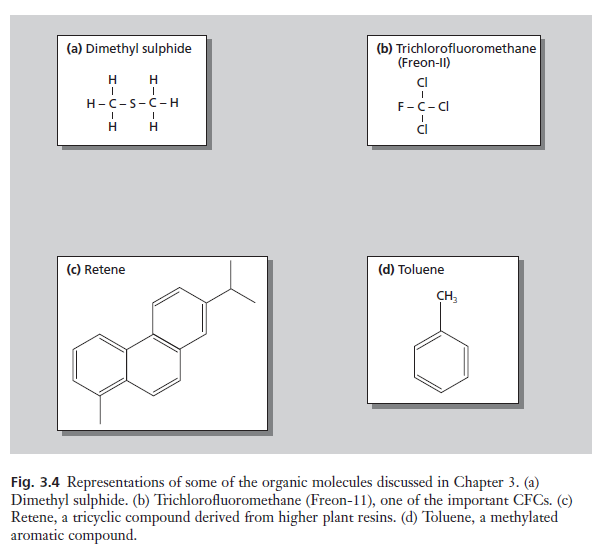 (a) Dimethyl sulphide
H H
H-C-S-C-H
H H
(b) Trichlorofluoromethane
(Freon-II)
Cl
F-C-Cl
Cl
(c) Retene
(d) Toluene
CH₃
Fig. 3.4 Representations of some of the organic molecules discussed in Chapter 3. (a)
Dimethyl sulphide. (b) Trichlorofluoromethane (Freon-11), one of the important CFCs. (c)
Retene, a tricyclic compound derived from higher plant resins. (d) Toluene, a methylated
aromatic compound.